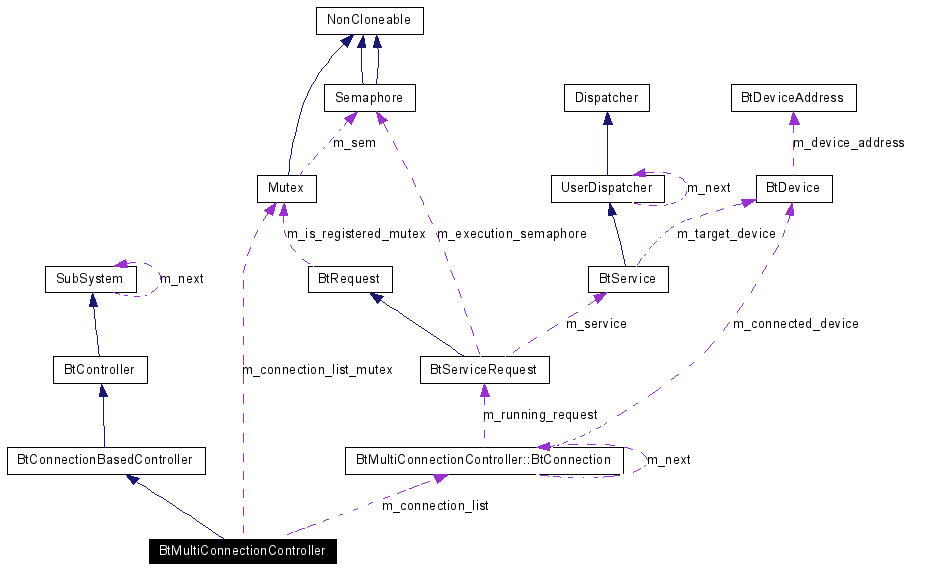 NonCloneable
Semaphore
Dispatcher
BtDeviceAddress
m_sem
m_device_address
Mutex
UserDispatcher
m_next
BtDevice
m_is_registered_mutex
m_execution_semaphore
m_target_device
SubSystem
m_next
BtRequest
BtService
m_service
m_connected_device
BtController
m_connection_list_mutex
BtServiceRequest
m_running_request
BtConnectionBasedController
BtMultiConnectionController::BtConnection
m_next
m_connection_list
BtMultiConnectionController